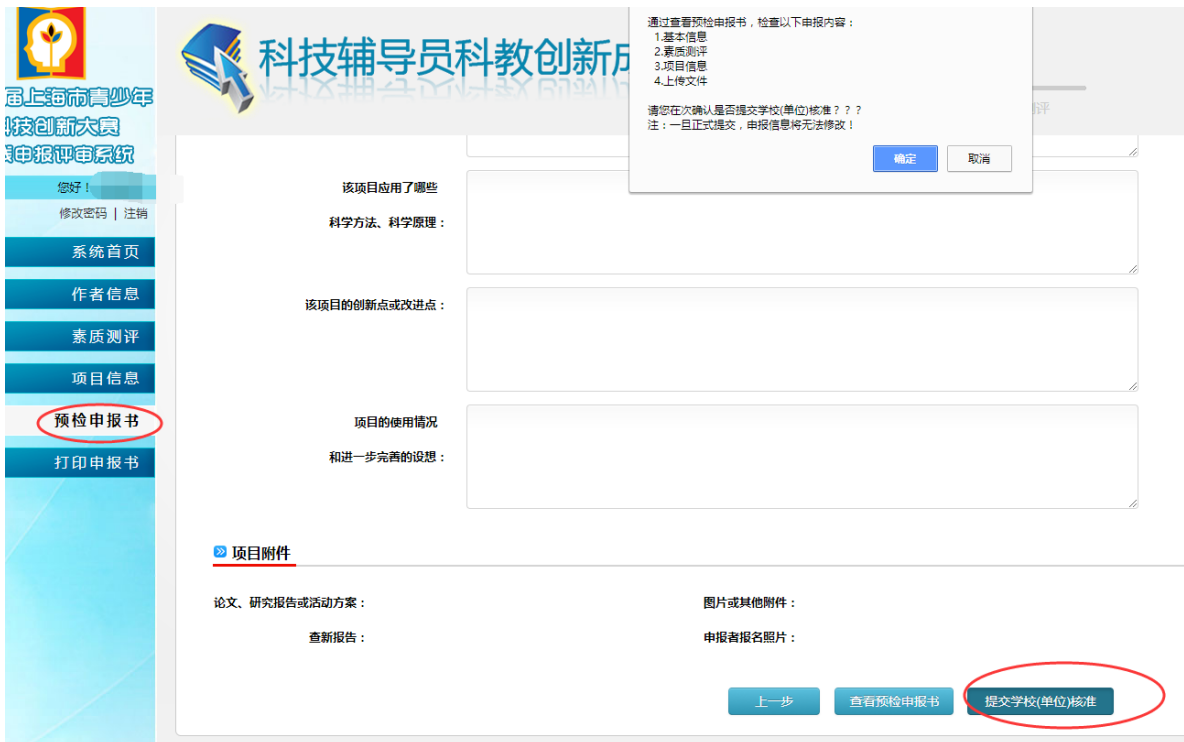 届上海市青少年
科技创新大赛
线申报评审系统
您好！
修改密码 | 注销
系统首页
作者信息
素质测评
项目信息
预检申报书
打印申报书
科技辅导员科教创新成
测评
通过查看预检申报书，检查以下申报内容：
1.基本信息
2.素质测评
3.项目信息
4.上传文件
请您在次确认是否提交学校(单位)核准？？？
注：一旦正式提交，申报信息将无法修改！
确定 取消
该项目应用了哪些
科学方法、科学原理：
该项目的创新点或改进点：
项目的使用情况
和进一步完善的设想：
项目附件
论文、研究报告或活动方案： 图片或其他附件：
查新报告： 申报者报名照片：
上一步 查看预检申报书 提交学校(单位)核准